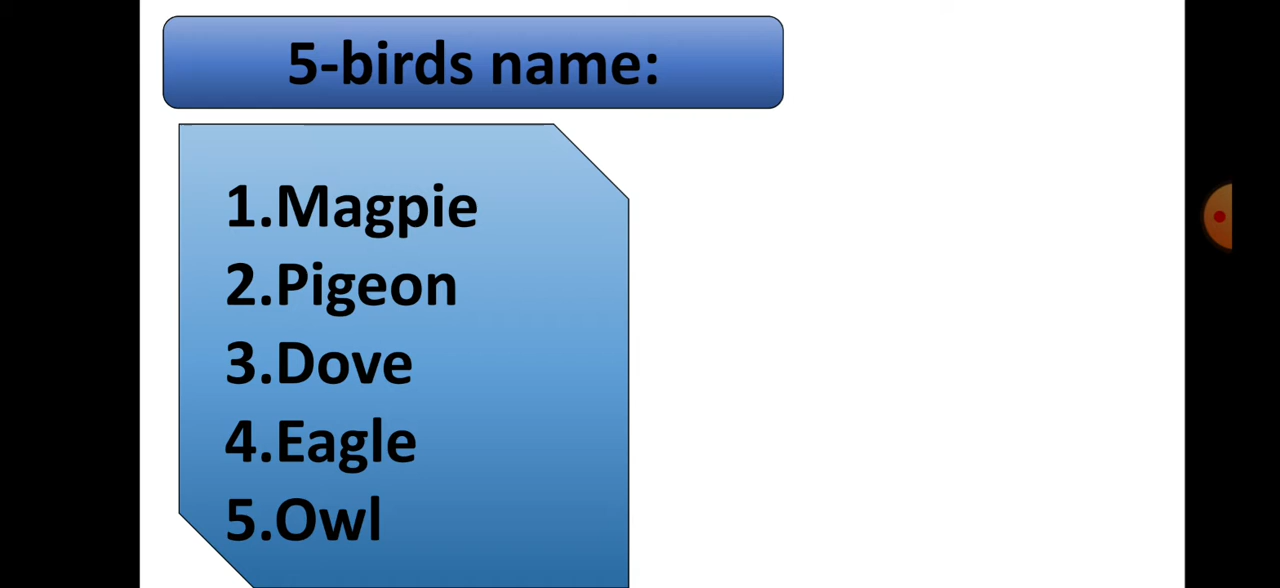 5-birds name:
1.Magpie
2.Pigeon
3.Dove
4.Eagle
5.Owl